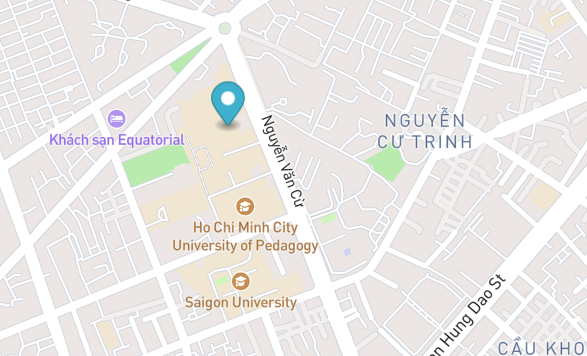 Nguyễn Văn Cừ
NGUYỄN
CƯ TRINH
Khách sạn Equatorial
Ho Chi Minh City
University of Pedagogy
Saigon University
Hung Dao St
CẦU KHO